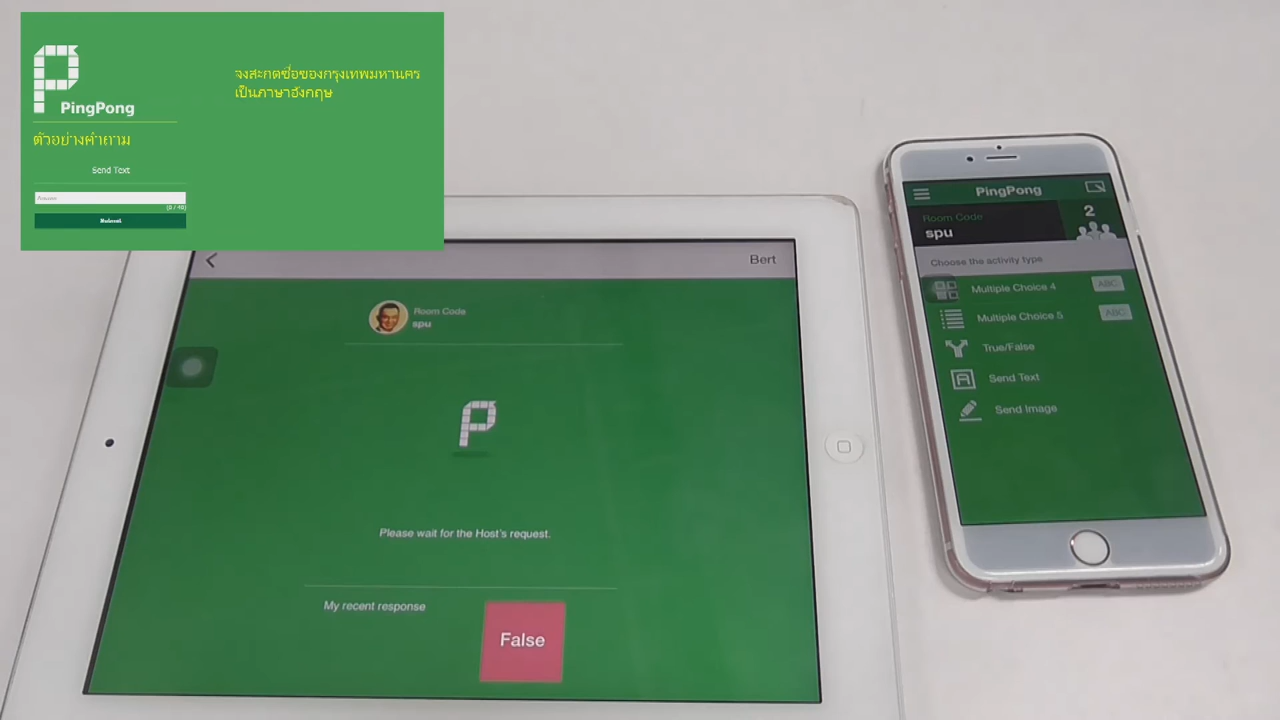 PingPong
ตัวอย่างคำถาม
Send Text
Answer
(0 / 40)
Submit
จงสะกดชื่อของกรุงเทพมหานคร
เป็นภาษาอังกฤษ
Bert
Room Code
spu
Please wait for the Host's request.
My recent response
False
PingPong
Room Code
spu
2
Choose the activity type
Multiple Choice 4
ABC
Multiple Choice 5
ABC
True/False
Send Text
Send Image